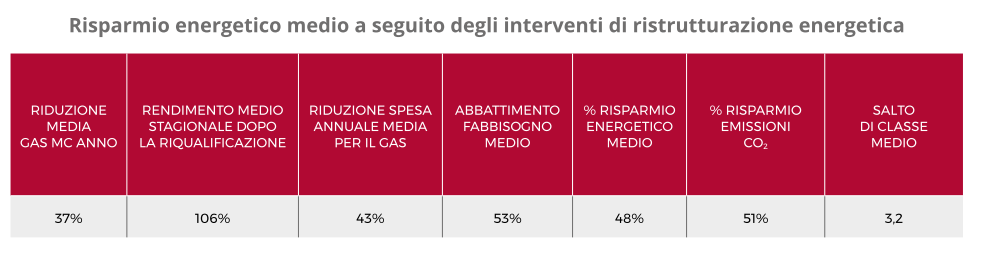 Risparmio energetico medio a seguito degli interventi di ristrutturazione energetica
RIDUZIONE
MEDIA
GAS MC ANNO
RENDIMENTO MEDIO
STAGIONALE DOPO
LA RIQUALIFICAZIONE
RIDUZIONE SPESA
ANNUALE MEDIA
PER IL GAS
ABBATTIMENTO
FABBISOGNO
MEDIO
% RISPARMIO
ENERGETICO
MEDIO
% RISPARMIO
EMISSIONI
CO₂
SALTO
DI CLASSE
MEDIO
37%
106%
43%
53%
48%
51%
3,2